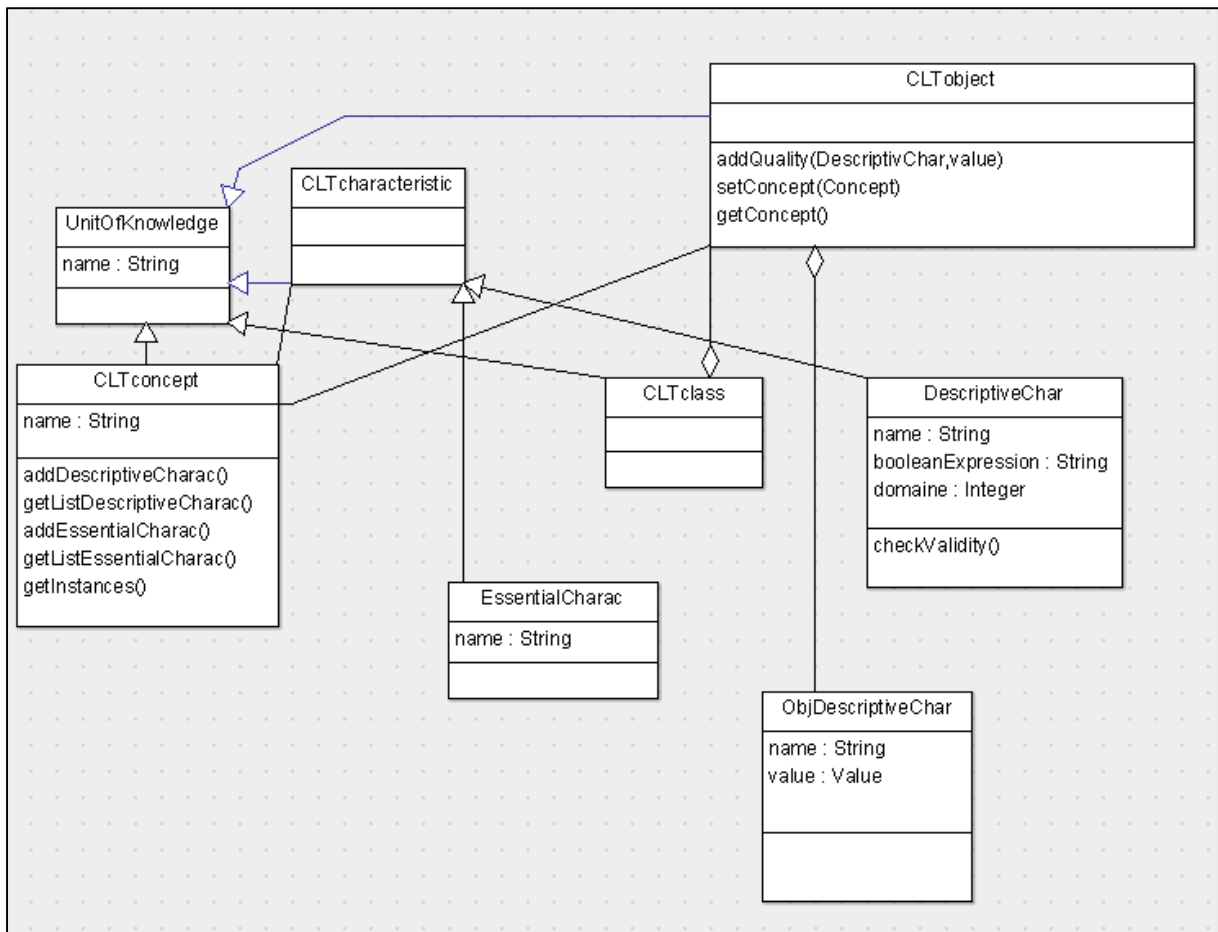 CLTobject
addQuality(DescriptivChar,value)
setConcept(Concept)
getConcept()
CLTcharacteristic
UnitOfKnowledge
name : String
CLTconcept
name : String
addDescriptiveCharac()
getListDescriptiveCharac()
addEssentialCharac()
getListEssentialCharac()
getInstances()
CLTclass
DescriptiveChar
name : String
booleanExpression : String
domaine : Integer
checkValidity()
EssentialCharac
name : String
ObjDescriptiveChar
name : String
value : Value